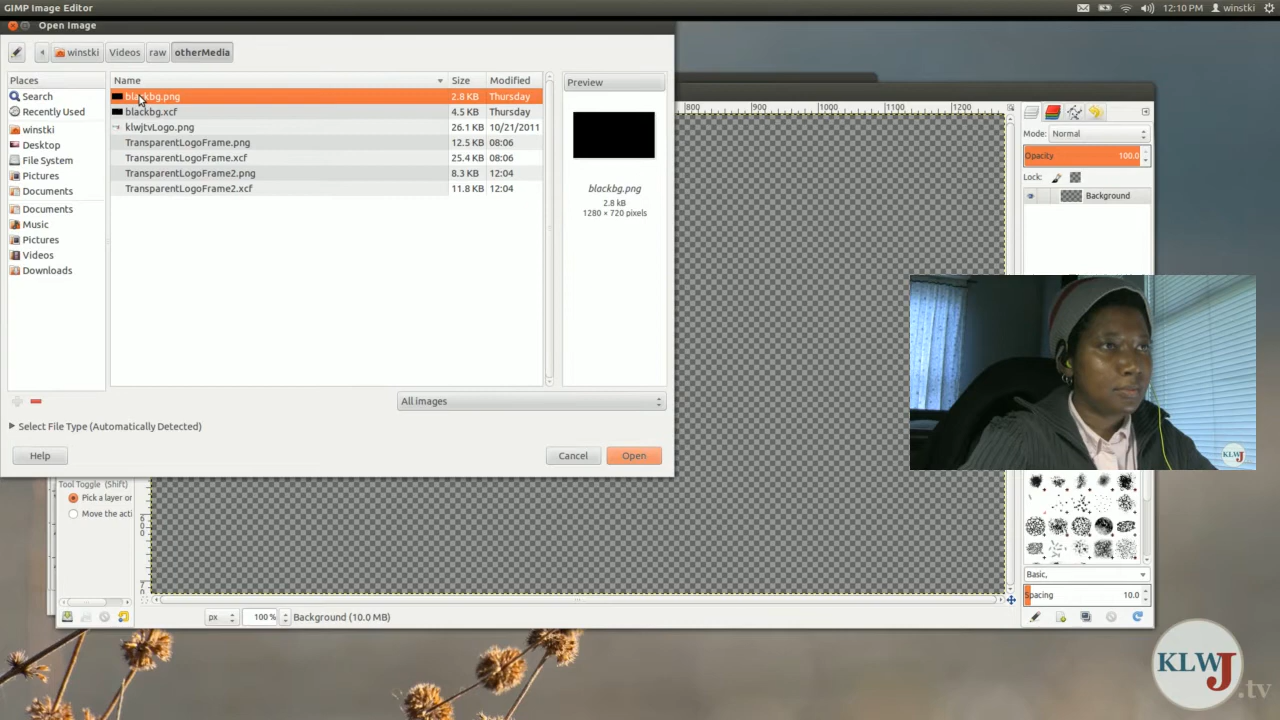 GIMP Image Editor
12:10 PM winstki
Open Image
winstki Videos raw otherMedia
Places
Search
Recently Used
winstki
Desktop
File System
Pictures
Documents
Documents
Music
Pictures
Videos
Downloads
Name Size Modified
blackbg.png 2.8 KB Thursday
blackbg.xcf 4.5 KB Thursday
klwjtvLogo.png 26.1 KB 10/21/2011
TransparentLogoFrame.png 12.5 KB 08:06
TransparentLogoFrame.xcf 25.4 KB 08:06
TransparentLogoFrame2.png 8.3 KB 12:04
TransparentLogoFrame2.xcf 11.8 KB 12:04
Preview
blackbg.png
2.8 kB
1280 × 720 pixels
All images
Select File Type (Automatically Detected)
Help Cancel Open
800 900 1000 1100 1200
Mode: Normal
Opacity 100.0
Lock:
Background
KLWJ
Tool Toggle (Shift)
Pick a layer or
Move the acti
px 100% Background (10.0 MB)
Basic,
Spacing 10.0
KLWJ.tv